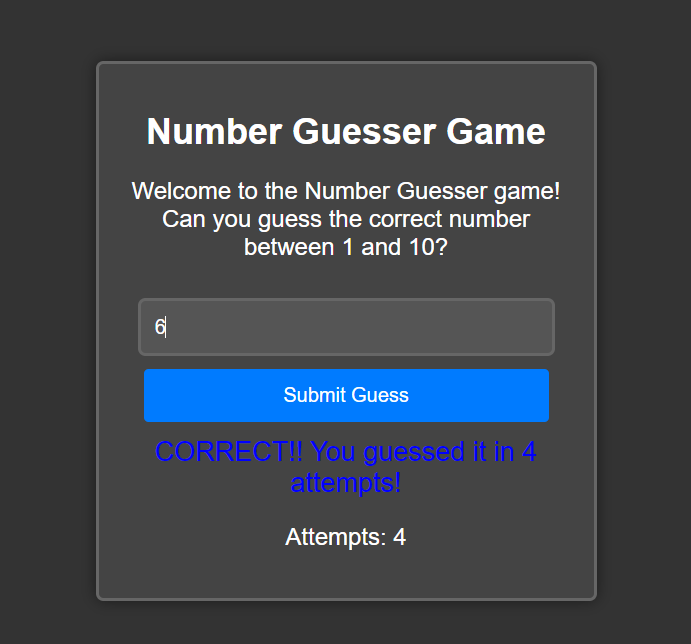 Number Guesser Game
Welcome to the Number Guesser game!
Can you guess the correct number
between 1 and 10?
6
Submit Guess
CORRECT!! You guessed it in 4
attempts!
Attempts: 4